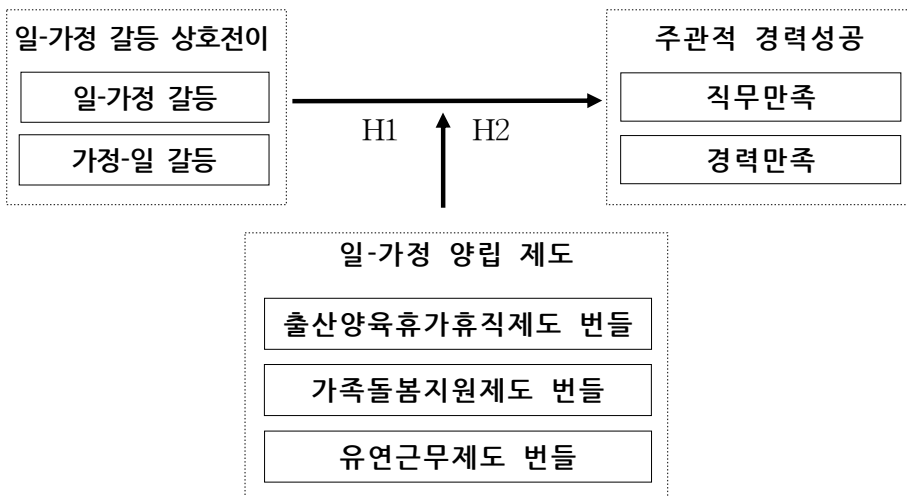 일-가정 갈등 상호전이
일-가정 갈등
가정-일 갈등
H1
H2
주관적 경력성공
직무만족
경력만족
일-가정 양립 제도
출산양육휴가휴직제도 번들
가족돌봄지원제도 번들
유연근무제도 번들